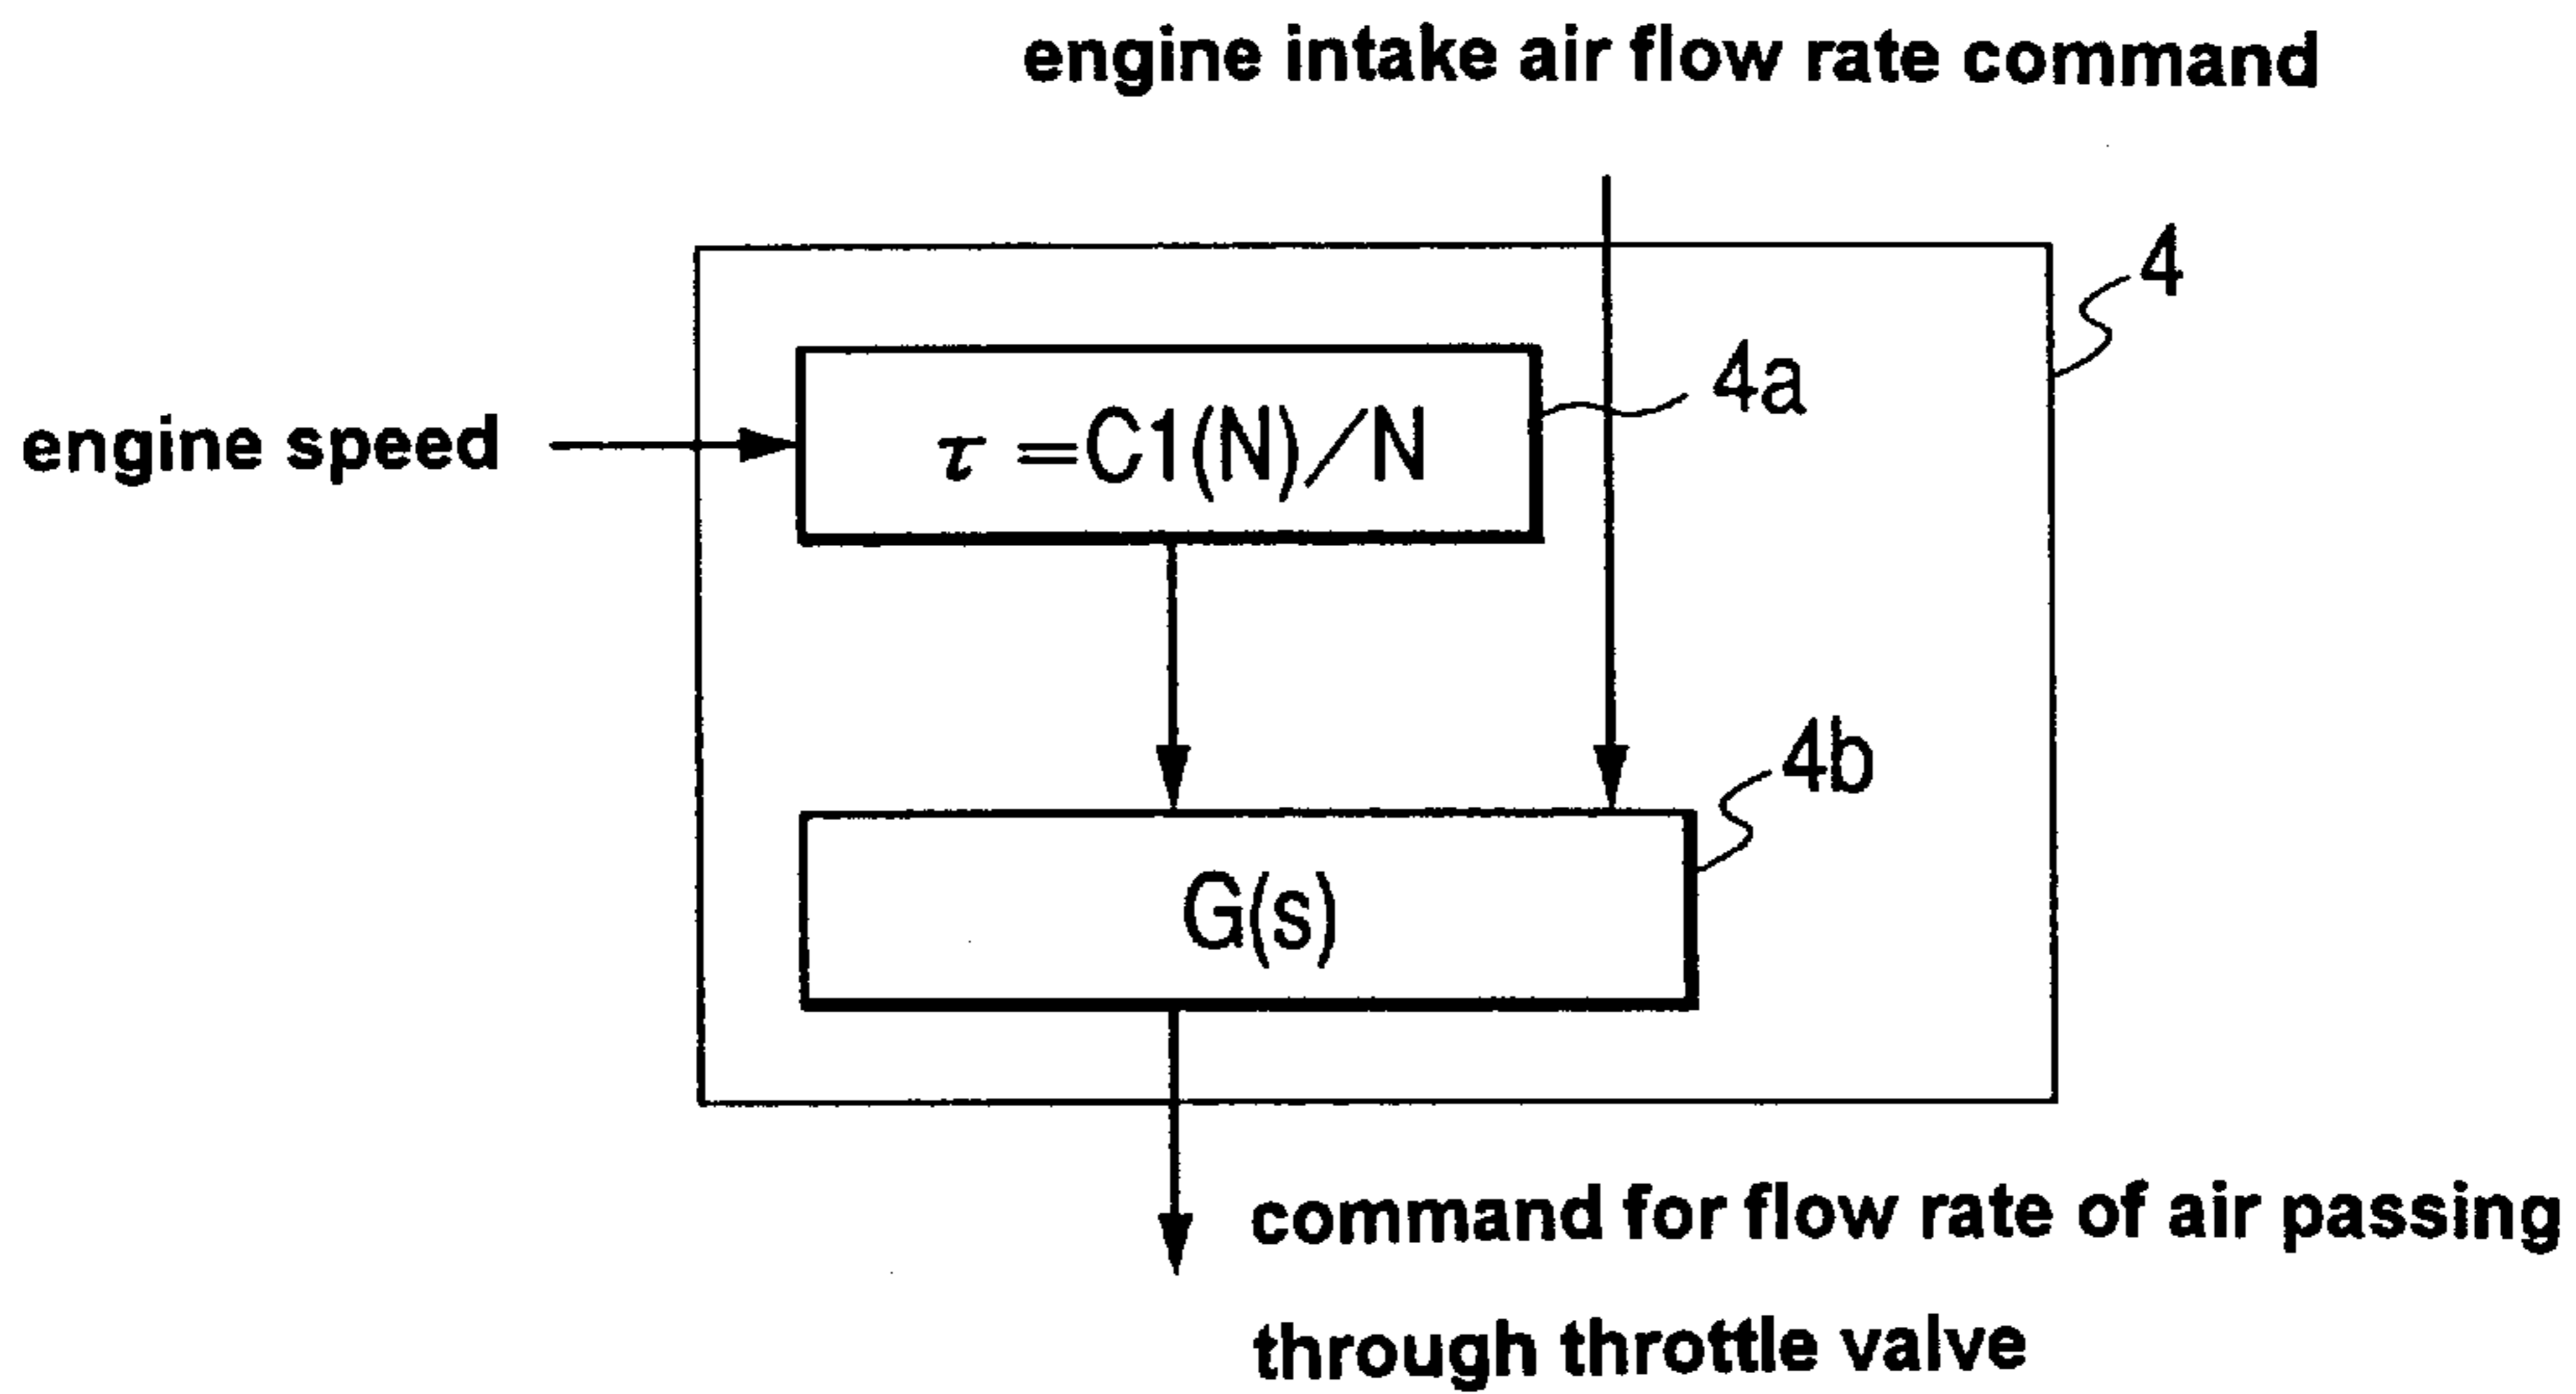 engine intake air flow rate command
4
4a
engine speed
τ=C1(N)/N
4b
G(s)
command for flow rate of air passing
through throttle valve